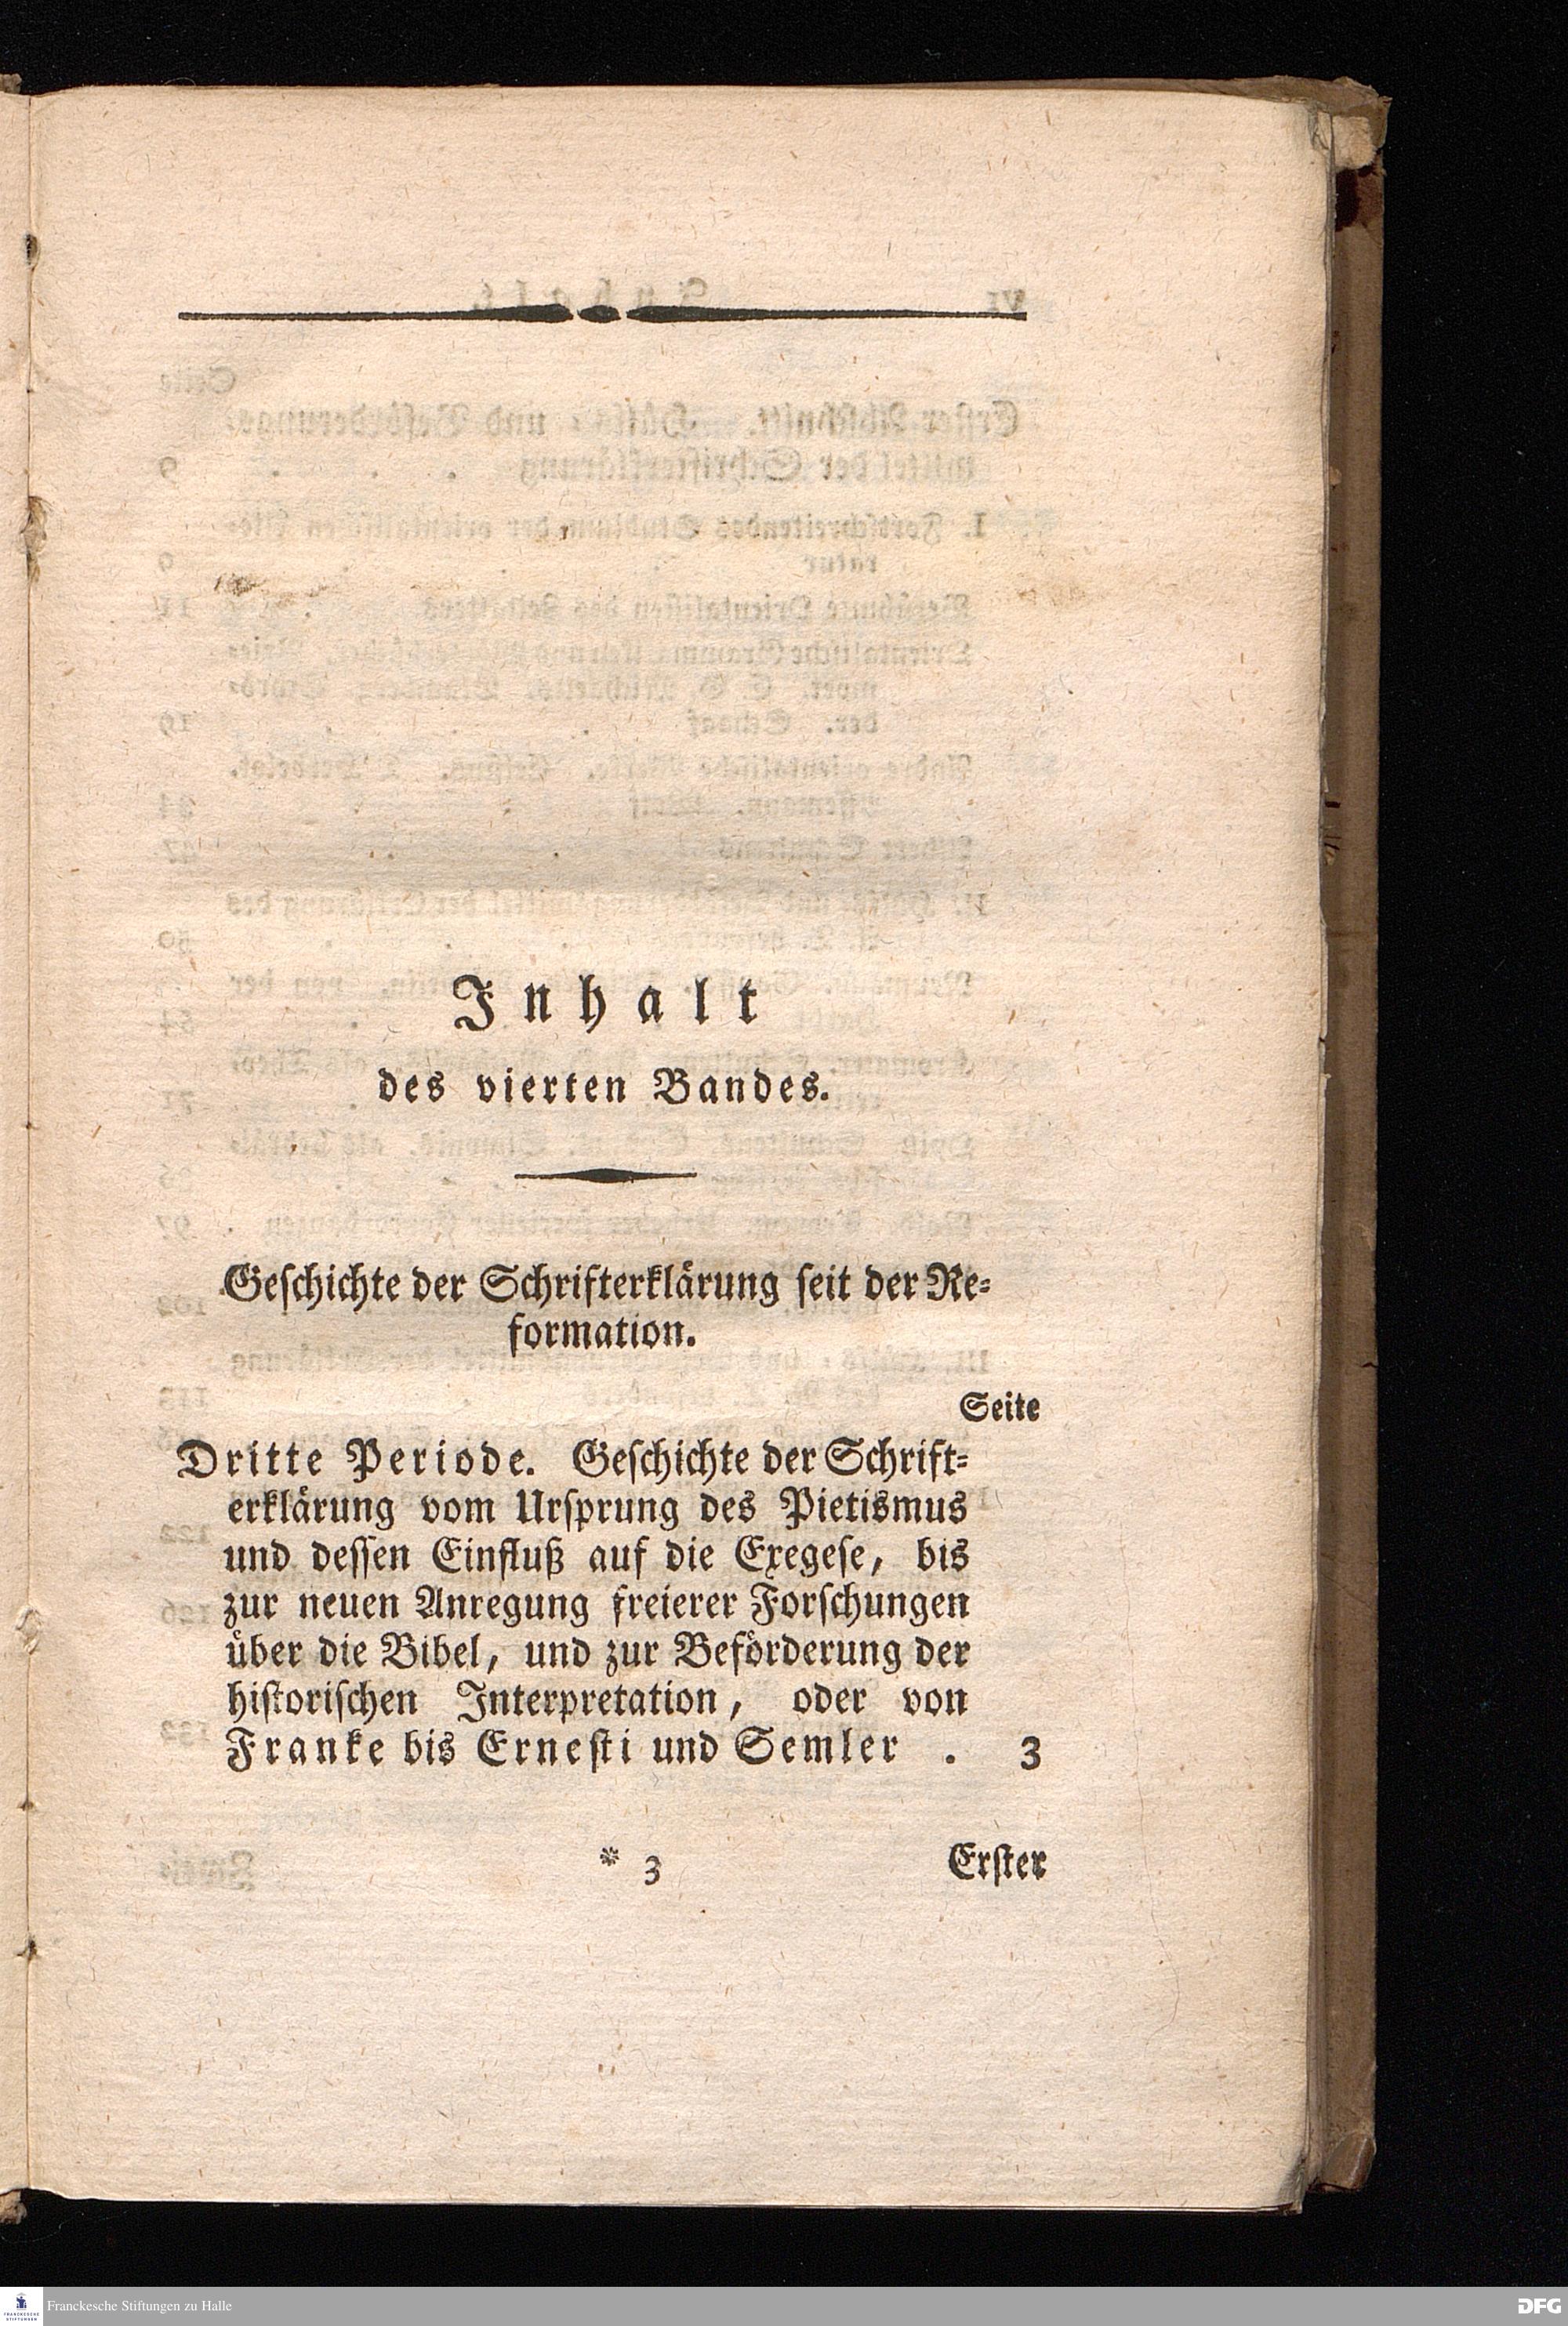 Inhalt
des vierten Bandes.
Geſchichte der Schrifterklärung ſeit der Re-
formation.
Seite
Dritte Periode. Geſchichte der Schrift-
erklärung vom Urſprung des Pietismus
und deſſen Einfluß auf die Exegeſe, bis
zur neuen Anregung freierer Forſchungen
über die Bibel, und zur Beförderung der
hiſtoriſchen Interpretation, oder von
Franke bis Erneſti und Semler . 3
* 3 Erſter
Franckesche Stiftungen zu Halle
DFG